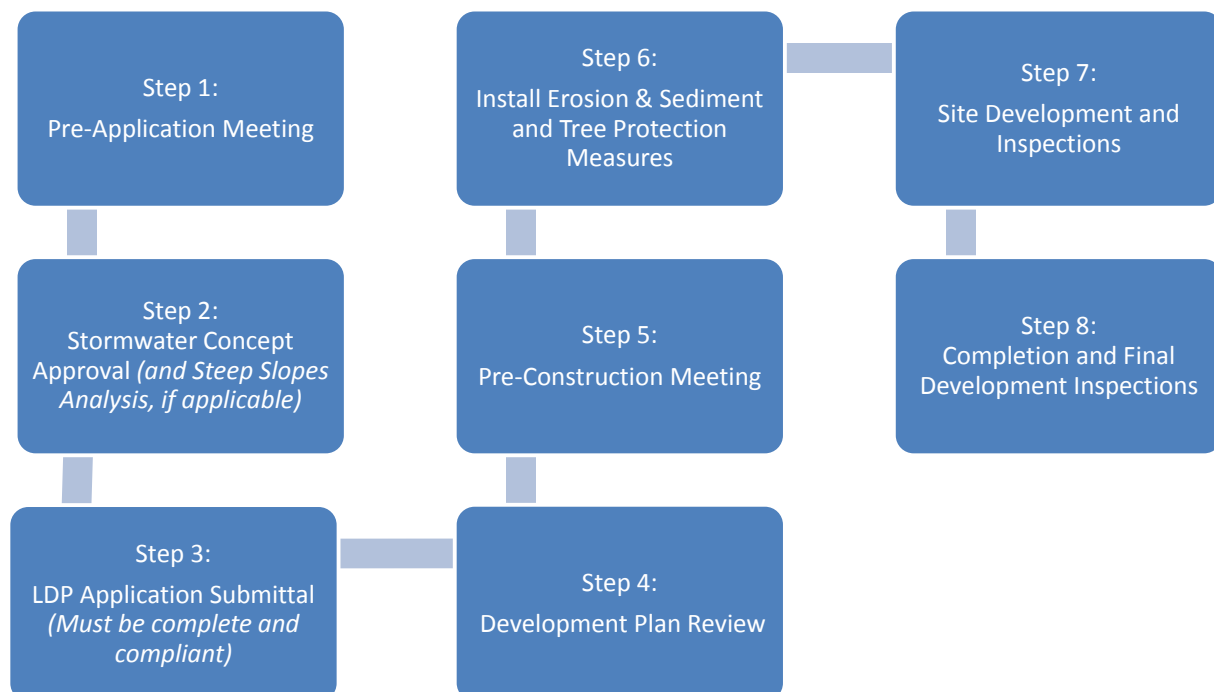 Step 1:
Pre-Application Meeting
Step 2:
Stormwater Concept
Approval (and Steep Slopes
Analysis, if applicable)
Step 3:
LDP Application Submittal
(Must be complete and
compliant)
Step 4:
Development Plan Review
Step 5:
Pre-Construction Meeting
Step 6:
Install Erosion & Sediment
and Tree Protection
Measures
Step 7:
Site Development and
Inspections
Step 8:
Completion and Final
Development Inspections